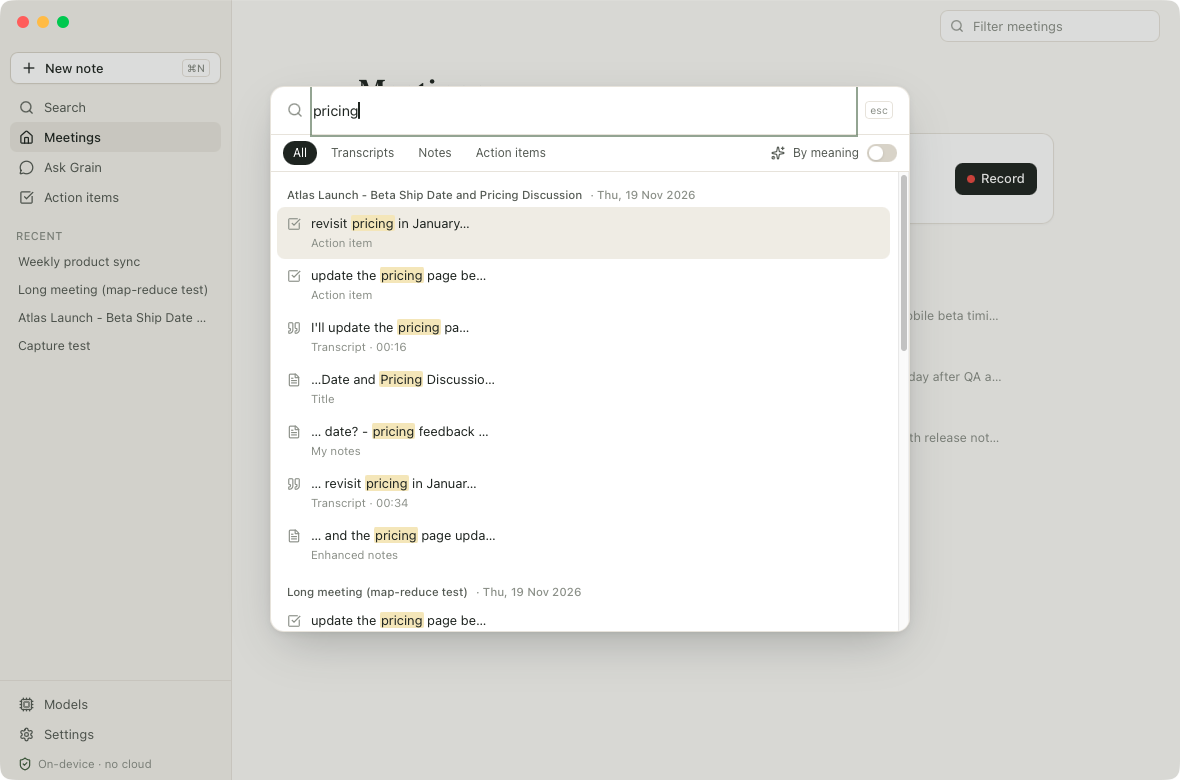 New note
⌘N
Search
Meetings
Ask Grain
Action items
RECENT
Weekly product sync
Long meeting (map-reduce test)
Atlas Launch - Beta Ship Date ...
Capture test
Models
Settings
On-device · no cloud
Filter meetings
pricing
esc
All
Transcripts
Notes
Action items
By meaning
Atlas Launch - Beta Ship Date and Pricing Discussion · Thu, 19 Nov 2026
revisit pricing in January...
Action item
update the pricing page be...
Action item
I'll update the pricing pa...
Transcript · 00:16
...Date and Pricing Discussio...
Title
... date? - pricing feedback ...
My notes
... revisit pricing in Januar...
Transcript · 00:34
... and the pricing page upda...
Enhanced notes
Long meeting (map-reduce test) · Thu, 19 Nov 2026
update the pricing page be...
Record
bile beta timi...
day after QA a...
th release not...